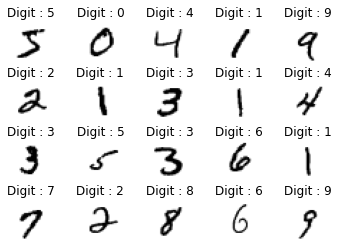 Digit : 5 Digit : 0 Digit : 4 Digit : 1 Digit : 9
5 0 4 1 9
Digit : 2 Digit : 1 Digit : 3 Digit : 1 Digit : 4
2 1 3 1 4
Digit : 3 Digit : 5 Digit : 3 Digit : 6 Digit : 1
3 5 3 6 1
Digit : 7 Digit : 2 Digit : 8 Digit : 6 Digit : 9
7 2 8 6 9